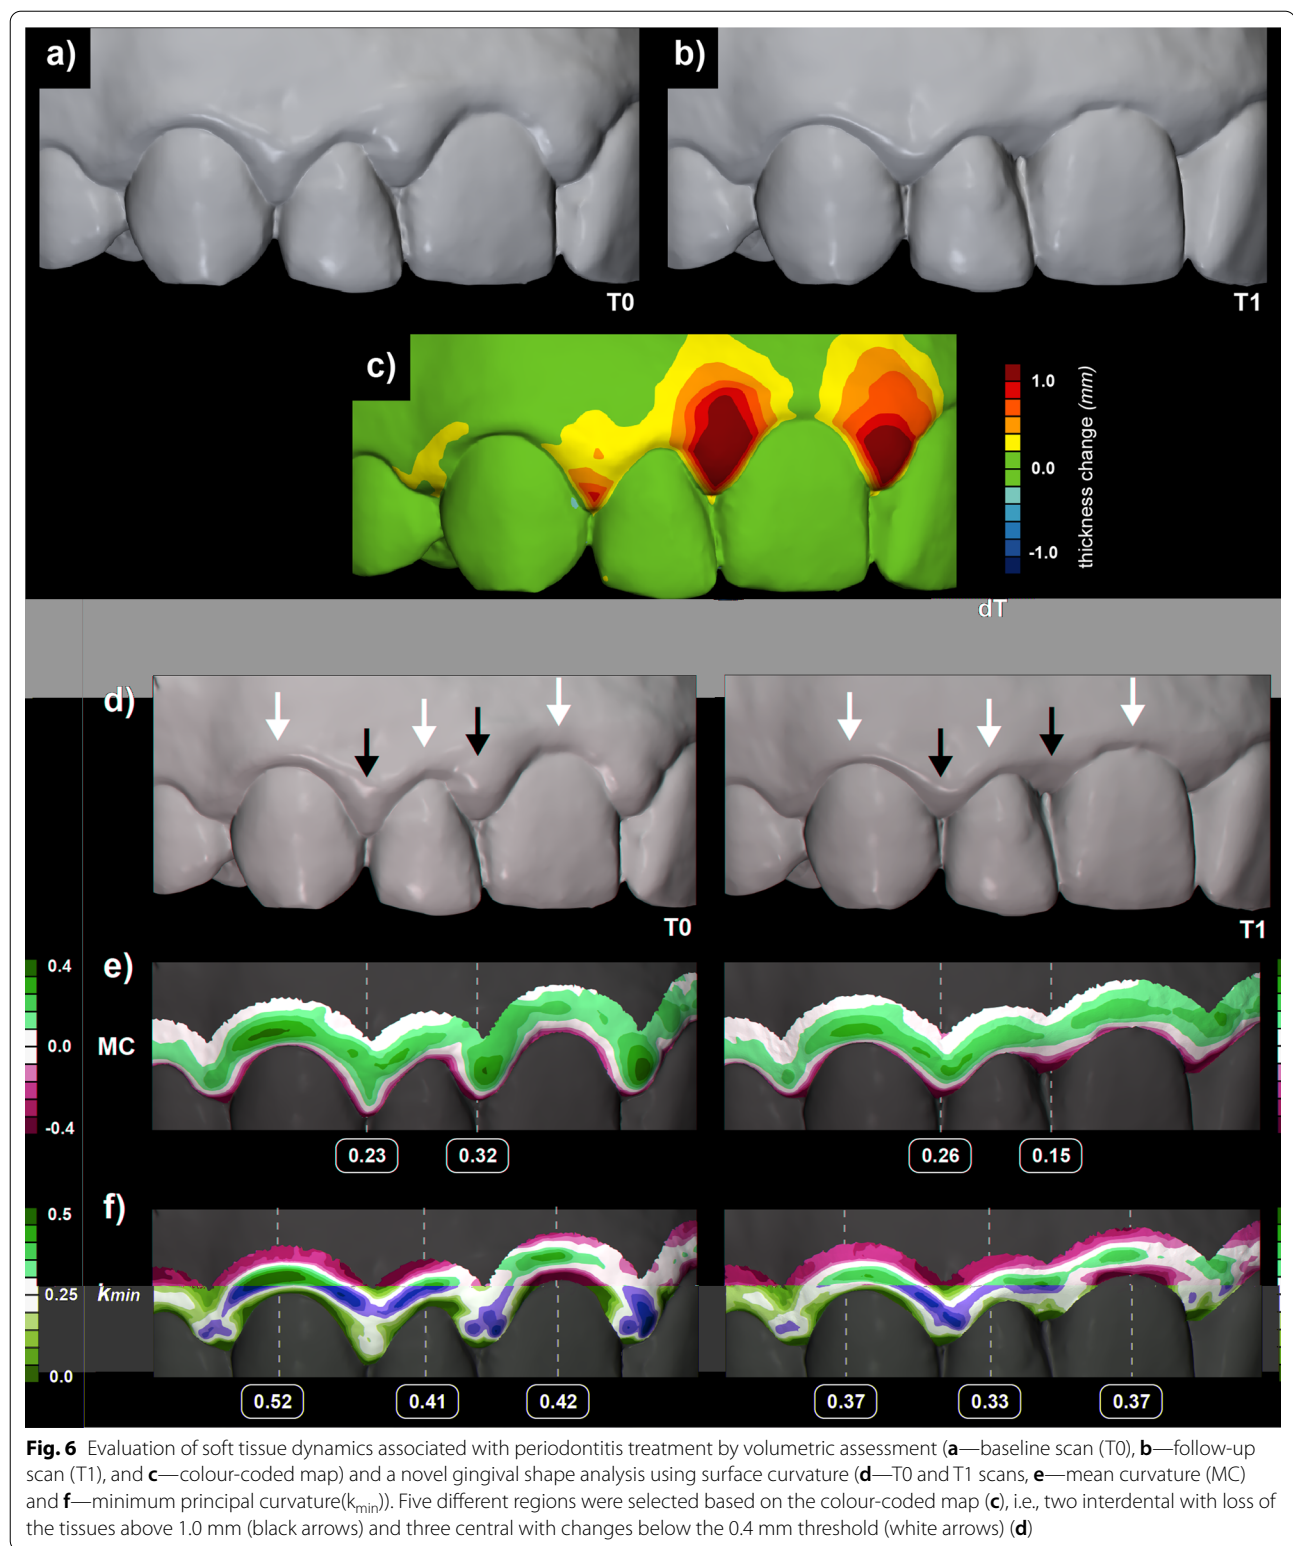 a)
b)
T0
T1
c)
1.0
0.0
-1.0
thickness change (mm)
dT
d)
T0
T1
e)
0.4
0.0
-0.4
MC
0.23
0.32
0.26
0.15
f)
0.5
0.25
0.0
kmin
0.52
0.41
0.42
0.37
0.33
0.37
Fig. 6 Evaluation of soft tissue dynamics associated with periodontitis treatment by volumetric assessment (a—baseline scan (T0), b—follow-up
scan (T1), and c—colour-coded map) and a novel gingival shape analysis using surface curvature (d—T0 and T1 scans, e—mean curvature (MC)
and f—minimum principal curvature(kmin)). Five different regions were selected based on the colour-coded map (c), i.e., two interdental with loss of
the tissues above 1.0 mm (black arrows) and three central with changes below the 0.4 mm threshold (white arrows) (d)